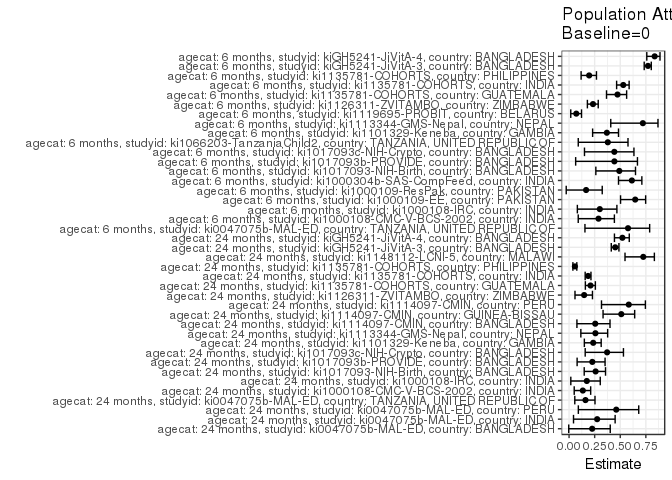 Population Att
Baseline=0
agecat: 6 months, studyid: kiGH5241-JiVitA-4, country: BANGLADESH
agecat: 6 months, studyid: kiGH5241-JiVitA-3, country: BANGLADESH
agecat: 6 months, studyid: ki1135781-COHORTS, country: PHILIPPINES
agecat: 6 months, studyid: ki1135781-COHORTS, country: INDIA
agecat: 6 months, studyid: ki1135781-COHORTS, country: GUATEMALA
agecat: 6 months, studyid: ki1126311-ZVITAMBO, country: ZIMBABWE
agecat: 6 months, studyid: ki1119695-PROBIT, country: BELARUS
agecat: 6 months, studyid: ki1113344-GMS-Nepal, country: NEPAL
agecat: 6 months, studyid: ki1101329-Keneba, country: GAMBIA
agecat: 6 months, studyid: ki1066203-TanzaniaChild2, country: TANZANIA, UNITED REPUBLIC OF
agecat: 6 months, studyid: ki1017093c-NIH-Crypto, country: BANGLADESH
agecat: 6 months, studyid: ki1017093b-PROVIDE, country: BANGLADESH
agecat: 6 months, studyid: ki1017093-NIH-Birth, country: BANGLADESH
agecat: 6 months, studyid: ki1000304b-SAS-CompFeed, country: INDIA
agecat: 6 months, studyid: ki1000109-ResPak, country: PAKISTAN
agecat: 6 months, studyid: ki1000109-EE, country: PAKISTAN
agecat: 6 months, studyid: ki1000108-IRC, country: INDIA
agecat: 6 months, studyid: ki1000108-CMC-V-BCS-2002, country: INDIA
agecat: 6 months, studyid: ki0047075b-MAL-ED, country: TANZANIA, UNITED REPUBLIC OF
agecat: 24 months, studyid: kiGH5241-JiVitA-4, country: BANGLADESH
agecat: 24 months, studyid: kiGH5241-JiVitA-3, country: BANGLADESH
agecat: 24 months, studyid: ki1148112-LCNI-5, country: MALAWI
agecat: 24 months, studyid: ki1135781-COHORTS, country: PHILIPPINES
agecat: 24 months, studyid: ki1135781-COHORTS, country: INDIA
agecat: 24 months, studyid: ki1135781-COHORTS, country: GUATEMALA
agecat: 24 months, studyid: ki1126311-ZVITAMBO, country: ZIMBABWE
agecat: 24 months, studyid: ki1114097-CMIN, country: PERU
agecat: 24 months, studyid: ki1114097-CMIN, country: GUINEA-BISSAU
agecat: 24 months, studyid: ki1114097-CMIN, country: BANGLADESH
agecat: 24 months, studyid: ki1113344-GMS-Nepal, country: NEPAL
agecat: 24 months, studyid: ki1101329-Keneba, country: GAMBIA
agecat: 24 months, studyid: ki1017093c-NIH-Crypto, country: BANGLADESH
agecat: 24 months, studyid: ki1017093b-PROVIDE, country: BANGLADESH
agecat: 24 months, studyid: ki1017093-NIH-Birth, country: BANGLADESH
agecat: 24 months, studyid: ki1000108-IRC, country: INDIA
agecat: 24 months, studyid: ki1000108-CMC-V-BCS-2002, country: INDIA
agecat: 24 months, studyid: ki0047075b-MAL-ED, country: TANZANIA, UNITED REPUBLIC OF
agecat: 24 months, studyid: ki0047075b-MAL-ED, country: PERU
agecat: 24 months, studyid: ki0047075b-MAL-ED, country: INDIA
agecat: 24 months, studyid: ki0047075b-MAL-ED, country: BANGLADESH
0.00 0.25 0.50 0.75
Estimate